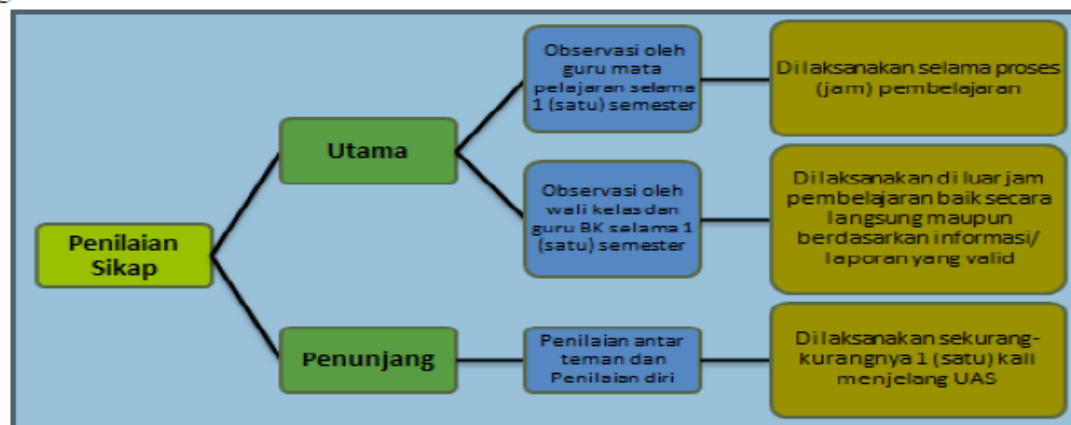 Observasi oleh
guru mata
pelajaran selama
1 (satu) semester
Dilaksanakan selama proses
(jam) pembelajaran
Utama
Observasi oleh
wali kelas dan
guru BK selama 1
(satu) semester
Dilaksanakan di luar jam
pembelajaran baik secara
langsung maupun
berdasarkan informasi/
laporan yang valid
Penilaian
Sikap
Penunjang
Penilaian antar
teman dan
Penilaian diri
Dilaksanakan sekurang-
kurangnya 1 (satu) kali
menjelang UAS